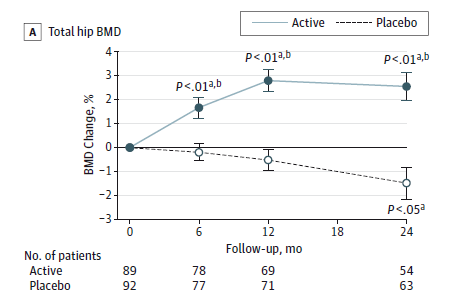 Active Placebo
A Total hip BMD
4
3
2
1
0
−1
−2
−3
BMD Change, %
P<.01a,b
P<.01a,b
P<.01a,b
P<.05a
0 6 12 18 24
Follow-up, mo
No. of patients
Active 89 78 69 54
Placebo 92 77 71 63